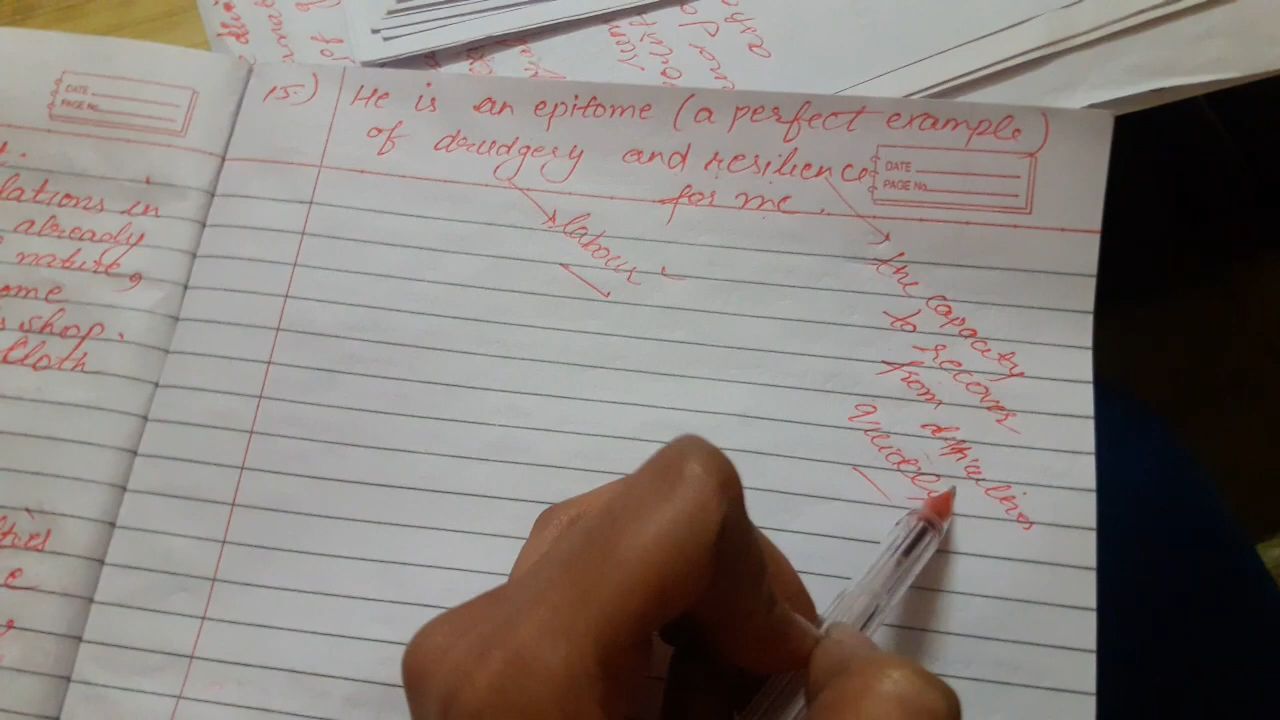 DATE
PAGE No.
t.
lations in
already
nature,
ome
s shop.
Cloth
lties
e
15.) He is an epitome (a perfect example)
of drudgery and resilience
for me.
DATE
PAGE No.
labour
the capacity
to recover
from difficulties
quickly